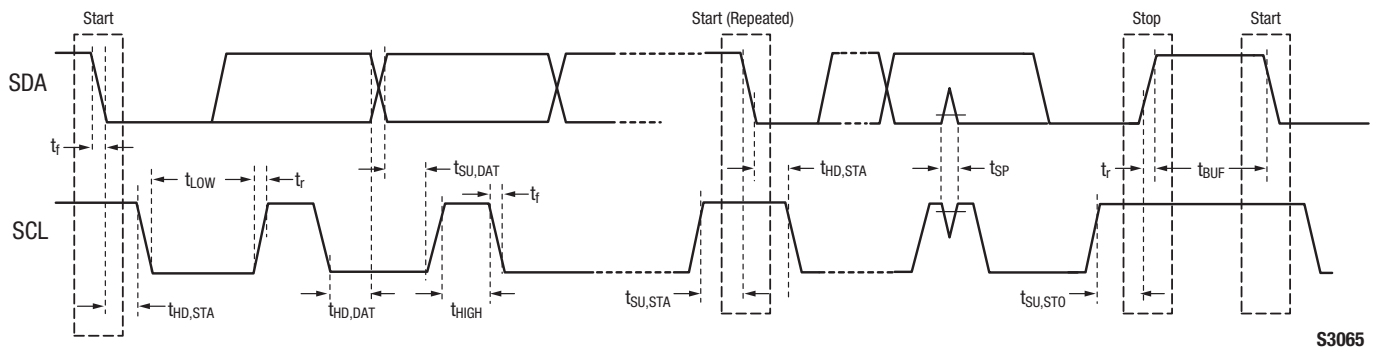 Start
Start (Repeated)
Stop
Start
SDA
tf
tLOW
tr
tSU,DAT
tf
tHD,STA
tSP
tr
tBUF
SCL
tHD,STA
tHD,DAT
tHIGH
tSU,STA
tSU,STO
S3065